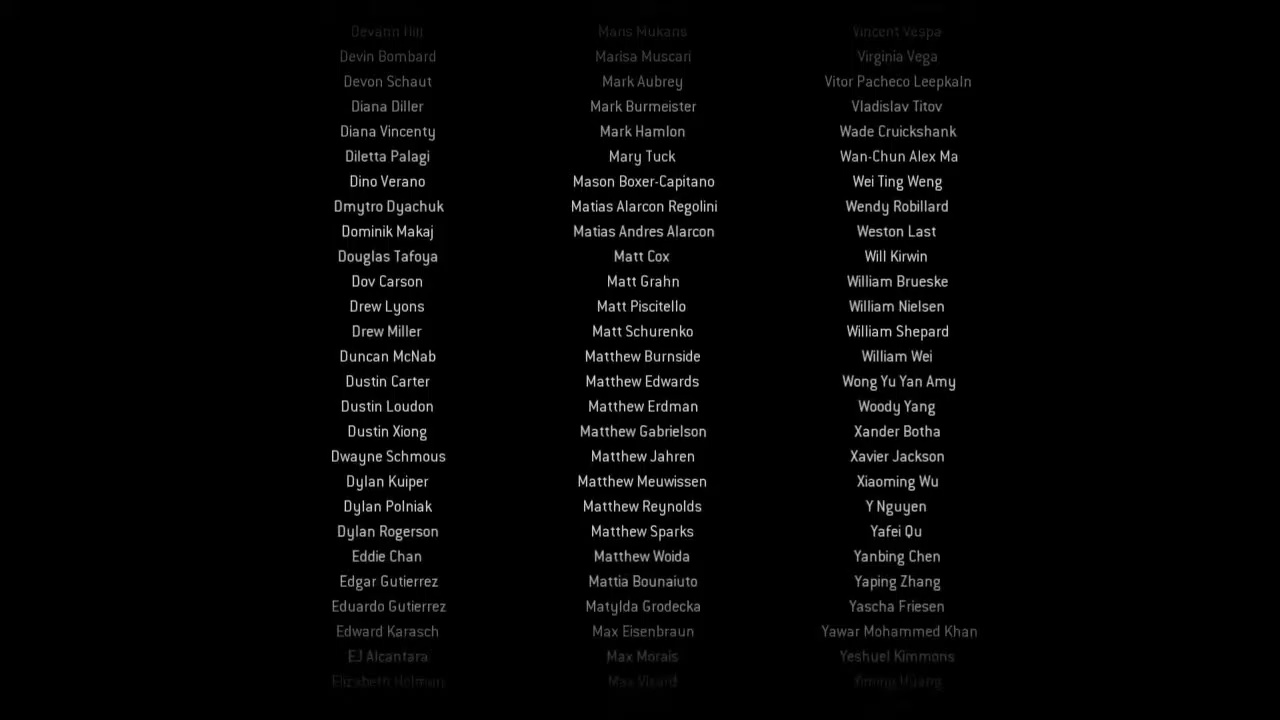 Devin Bombard
Devon Schaut
Diana Diller
Diana Vincenty
Diletta Palagi
Dino Verano
Dmytro Dyachuk
Dominik Makaj
Douglas Tafoya
Dov Carson
Drew Lyons
Drew Miller
Duncan McNab
Dustin Carter
Dustin Loudon
Dustin Xiong
Dwayne Schmous
Dylan Kuiper
Dylan Polniak
Dylan Rogerson
Eddie Chan
Edgar Gutierrez
Eduardo Gutierrez
Edward Karasch
EJ Alcantara
Elizabeth
Maris Mukans
Marisa Muscari
Mark Aubrey
Mark Burmeister
Mark Hamlon
Mary Tuck
Mason Boxer-Capitano
Matias Alarcon Regolini
Matias Andres Alarcon
Matt Cox
Matt Grahn
Matt Piscitello
Matt Schurenko
Matthew Burnside
Matthew Edwards
Matthew Erdman
Matthew Gabrielson
Matthew Jahren
Matthew Meuwissen
Matthew Reynolds
Matthew Sparks
Matthew Woida
Mattia Bounaiuto
Matylda Grodecka
Max Eisenbraun
Max Morais
Max
Vincent Vespa
Virginia Vega
Vitor Pacheco Leepkaln
Vladislav Titov
Wade Cruickshank
Wan-Chun Alex Ma
Wei Ting Weng
Wendy Robillard
Weston Last
Will Kirwin
William Brueske
William Nielsen
William Shepard
William Wei
Wong Yu Yan Amy
Woody Yang
Xander Botha
Xavier Jackson
Xiaoming Wu
Y Nguyen
Yafei Qu
Yanbing Chen
Yaping Zhang
Yascha Friesen
Yawar Mohammed Khan
Yeshuel Kimmons